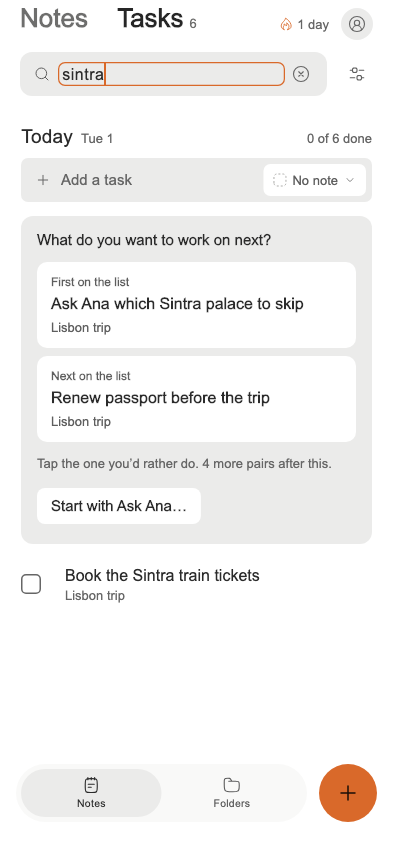 Notes Tasks 6
1 day
sintra
Today Tue 1
0 of 6 done
Add a task
No note
What do you want to work on next?
First on the list
Ask Ana which Sintra palace to skip
Lisbon trip
Next on the list
Renew passport before the trip
Lisbon trip
Tap the one you’d rather do. 4 more pairs after this.
Start with Ask Ana…
Book the Sintra train tickets
Lisbon trip
Notes
Folders